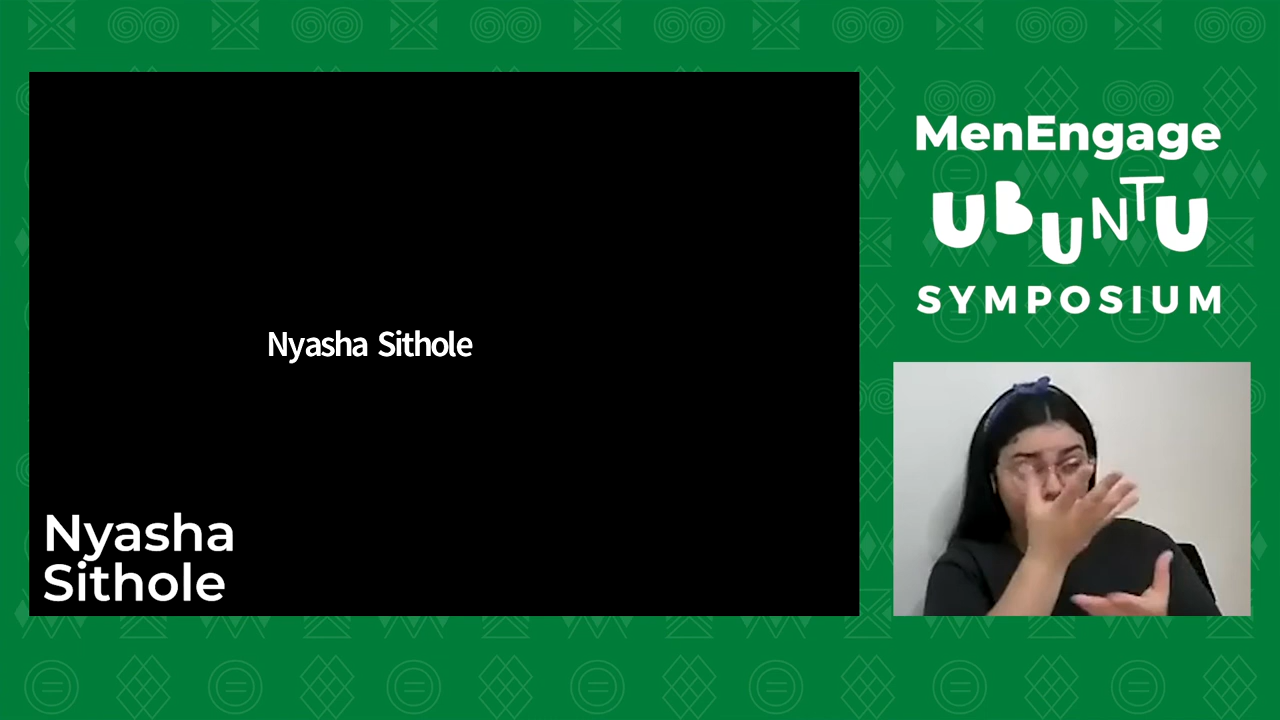 Nyasha Sithole
Nyasha
Sithole
MenEngage
UBUNTU
SYMPOSIUM